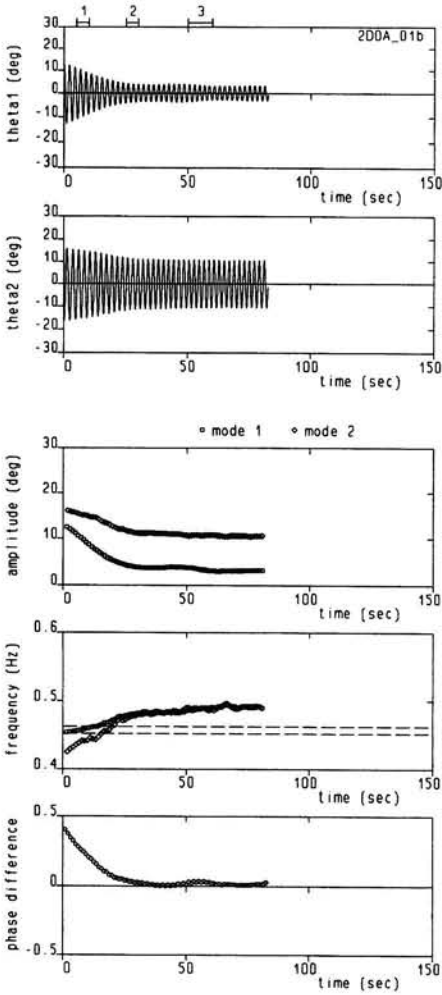 1 2 3
2D0A_01b
30
20
10
0
-10
-20
-30
theta1 (deg)
0 50 100 150
time (sec)
30
20
10
0
-10
-20
-30
theta2 (deg)
0 50 100 150
time (sec)
mode 1 mode 2
30
20
10
0
amplitude (deg)
0 50 100 150
time (sec)
0.6
0.5
0.4
frequency (Hz)
0 50 100 150
time (sec)
0.5
0
-0.5
phase difference
0 50 100 150
time (sec)